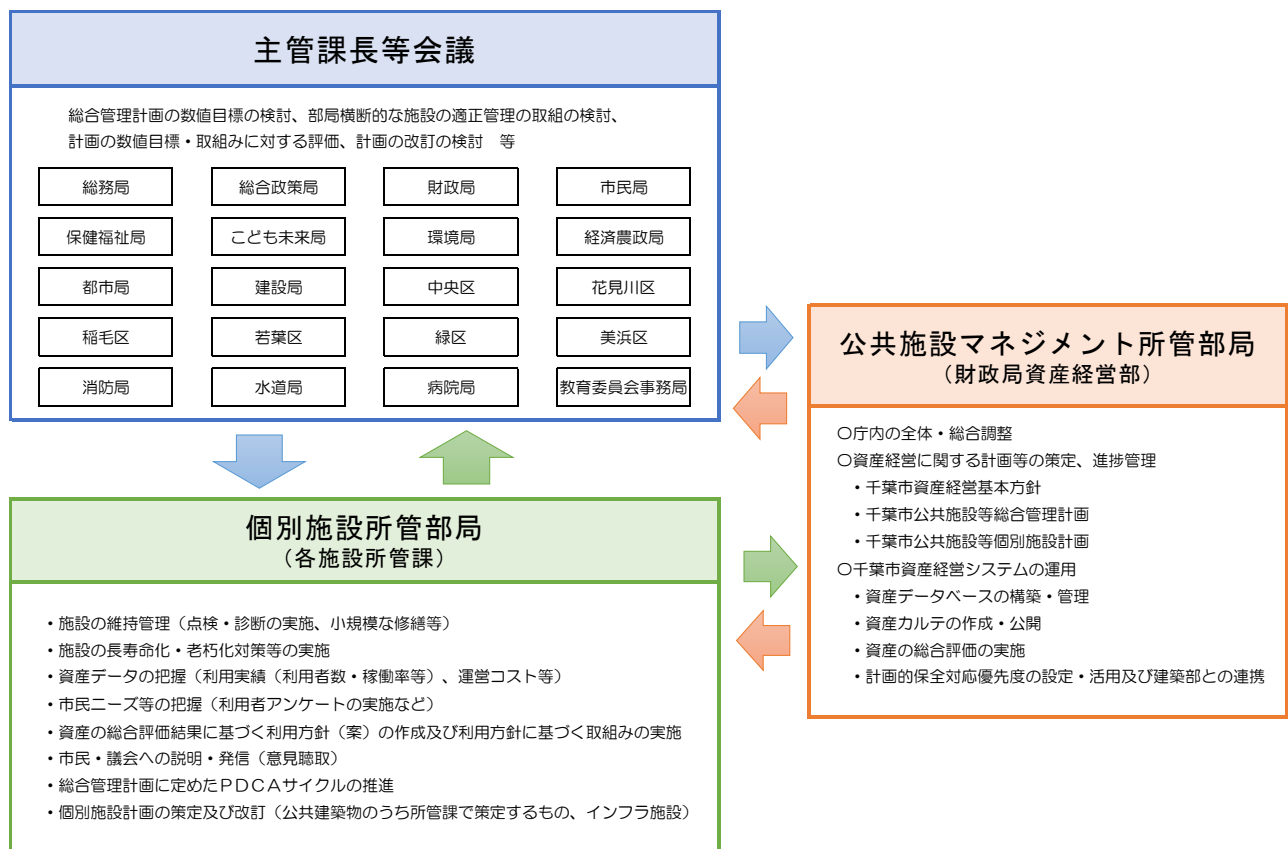 主管課長等会議
総合管理計画の数値目標の検討、部局横断的な施設の適正管理の取組の検討、
計画の数値目標・取組みに対する評価、計画の改訂の検討　等
総務局
総合政策局
財政局
市民局
保健福祉局
こども未来局
環境局
経済農政局
都市局
建設局
中央区
花見川区
稲毛区
若葉区
緑区
美浜区
消防局
水道局
病院局
教育委員会事務局
個別施設所管部局
（各施設所管課）
・施設の維持管理（点検・診断の実施、小規模な修繕等）
・施設の長寿命化・老朽化対策等の実施
・資産データの把握（利用実績（利用者数・稼働率等）、運営コスト等）
・市民ニーズ等の把握（利用者アンケートの実施など）
・資産の総合評価結果に基づく利用方針（案）の作成及び利用方針に基づく取組みの実施
・市民・議会への説明・発信（意見聴取）
・総合管理計画に定めたＰＤＣＡサイクルの推進
・個別施設計画の策定及び改訂（公共建築物のうち所管課で策定するもの、インフラ施設）
公共施設マネジメント所管部局
（財政局資産経営部）
〇庁内の全体・総合調整
〇資産経営に関する計画等の策定、進捗管理
・千葉市資産経営基本方針
・千葉市公共施設等総合管理計画
・千葉市公共施設等個別施設計画
〇千葉市資産経営システムの運用
・資産データベースの構築・管理
・資産カルテの作成・公開
・資産の総合評価の実施
・計画的保全対応優先度の設定・活用及び建築部との連携